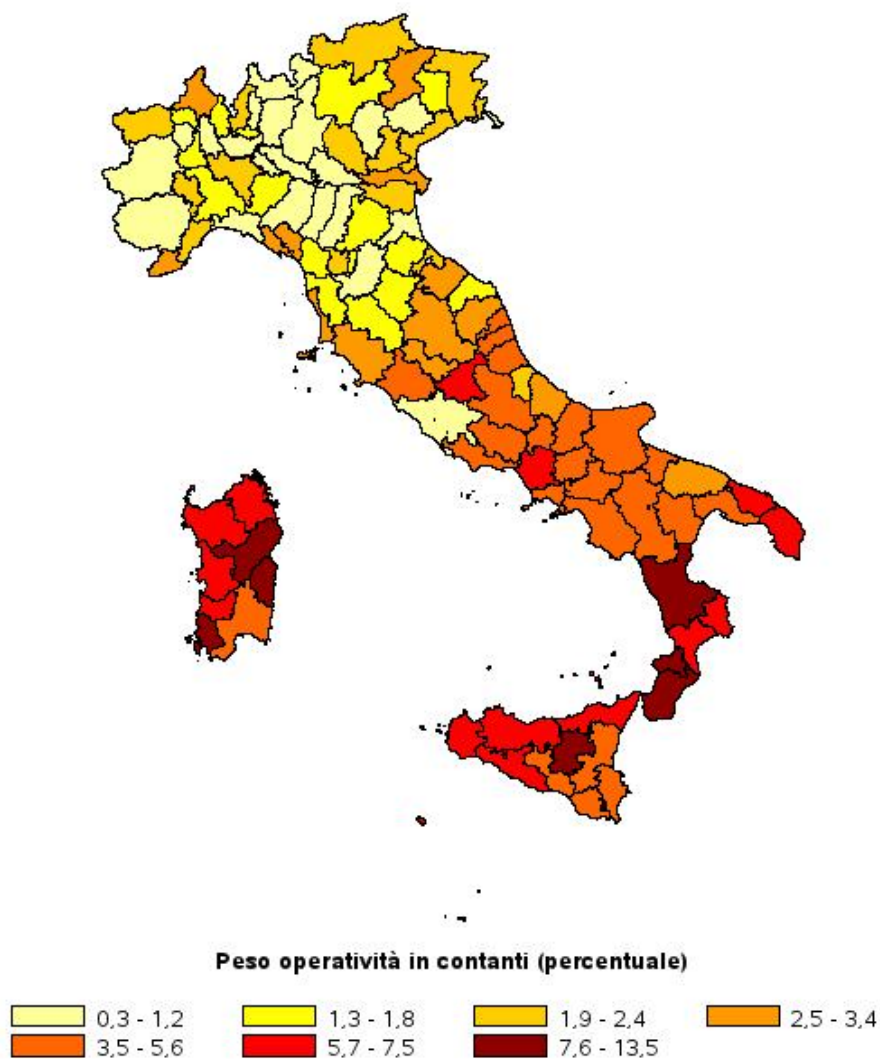 Peso operatività in contanti (percentuale)
0,3 - 1,2
1,3 - 1,8
1,9 - 2,4
2,5 - 3,4
3,5 - 5,6
5,7 - 7,5
7,6 - 13,5